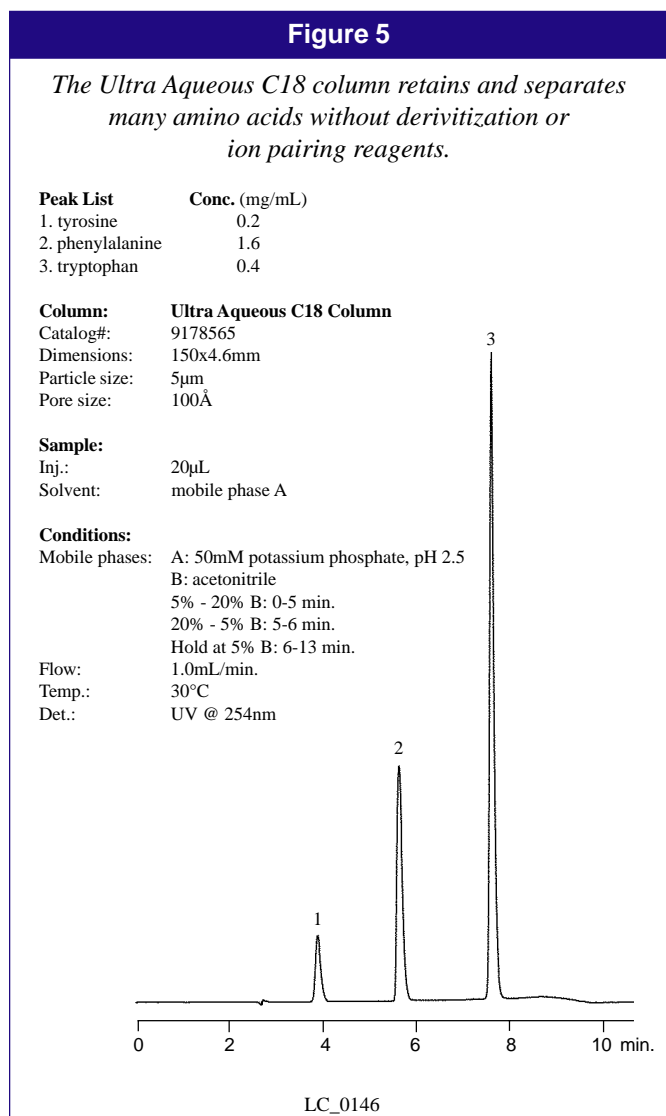 Figure 5
The Ultra Aqueous C18 column retains and separates
many amino acids without derivitization or
ion pairing reagents.
Peak List Conc. (mg/mL)
1. tyrosine 0.2
2. phenylalanine 1.6
3. tryptophan 0.4
Column: Ultra Aqueous C18 Column
Catalog#: 9178565
Dimensions: 150x4.6mm
Particle size: 5µm
Pore size: 100Å
Sample:
Inj.: 20µL
Solvent: mobile phase A
Conditions:
Mobile phases: A: 50mM potassium phosphate, pH 2.5
B: acetonitrile
5% - 20% B: 0-5 min.
20% - 5% B: 5-6 min.
Hold at 5% B: 6-13 min.
Flow: 1.0mL/min.
Temp.: 30°C
Det.: UV @ 254nm
3
2
1
0 2 4 6 8 10 min.
LC_0146